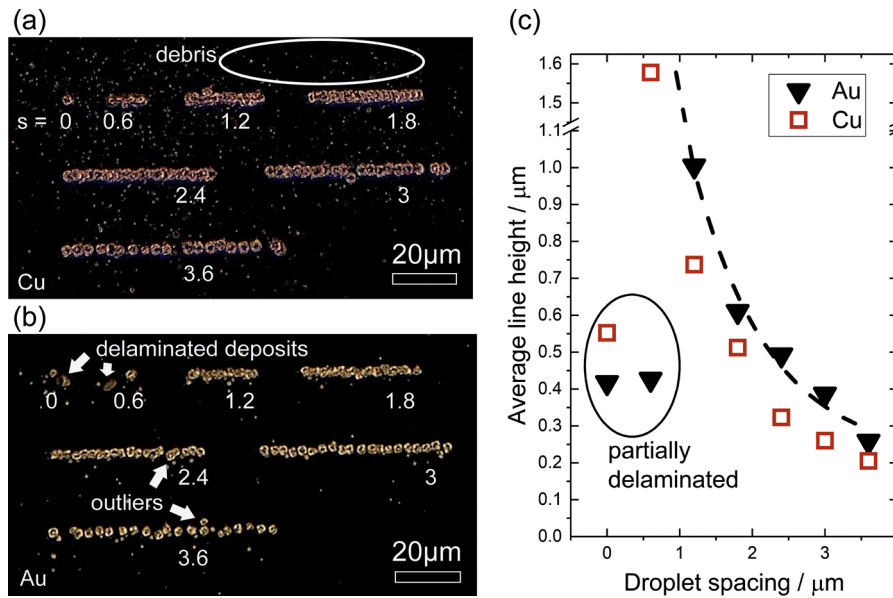 (a)
debris
s = 0 0.6 1.2 1.8
2.4 3
3.6
Cu
20μm
(b)
delaminated deposits
0 0.6 1.2 1.8
2.4 3
outliers
3.6
Au
20μm
(c)
Average line height / μm
1.6
1.5
1.1
1.0
0.9
0.8
0.7
0.6
0.5
0.4
0.3
0.2
0.1
0.0
Au
Cu
partially
delaminated
0 1 2 3
Droplet spacing / μm